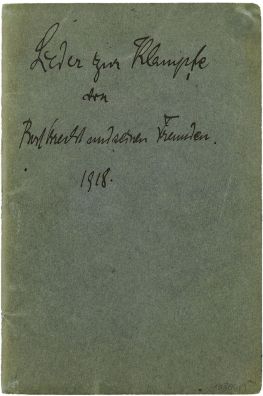 Lieder zur Klampfe
von
Bert Brecht und seinen Freunden.
1918.